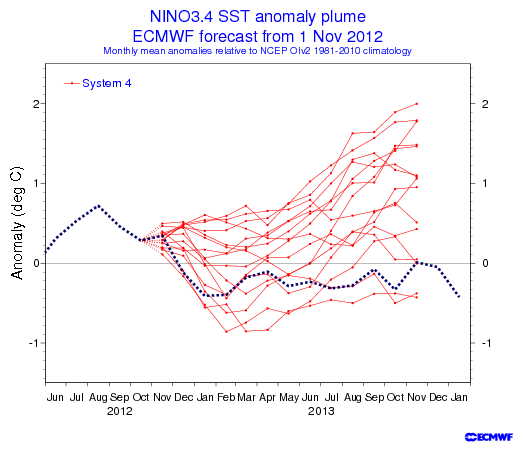 NINO3.4 SST anomaly plume
ECMWF forecast from 1 Nov 2012
Monthly mean anomalies relative to NCEP OIv2 1981-2010 climatology
System 4
Anomaly (deg C)
2 2
1 1
0 0
-1 -1
Jun Jul Aug Sep Oct Nov Dec Jan Feb Mar Apr May Jun Jul Aug Sep Oct Nov Dec Jan
2012 2013
ECMWF